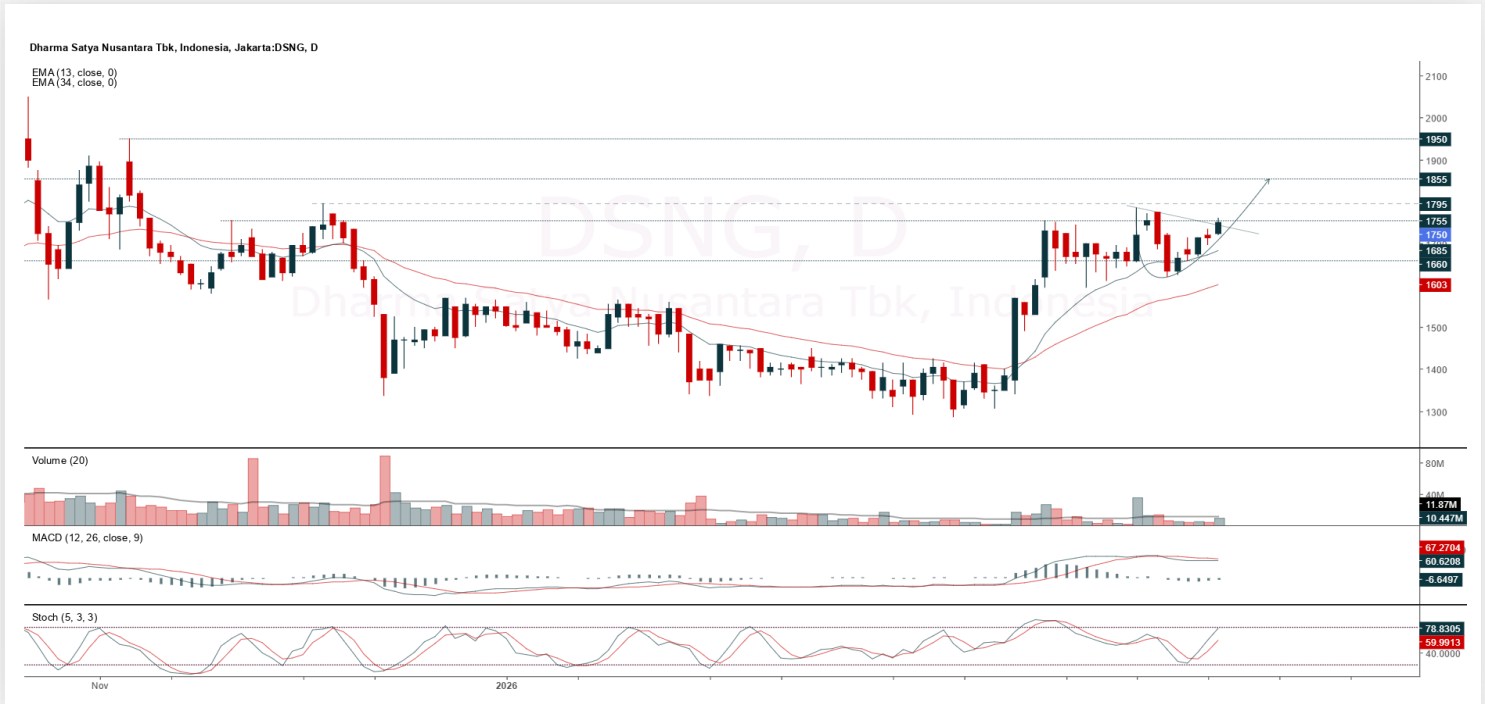 Dharma Satya Nusantara Tbk, Indonesia, Jakarta:DSNG, D
EMA (13, close, 0)
EMA (34, close, 0)
DSNG, D
Dharma Satya Nusantara Tbk, Indonesia
2100
2000
1950
1900
1855
1795
1755
1750
1685
1660
1603
1500
1400
1300
Volume (20)
80M
40M
11.87M
10.447M
MACD (12, 26, close, 9)
67.2704
60.6208
-6.6497
Stoch (5, 3, 3)
78.8305
59.9913
40.0000
Nov
2026